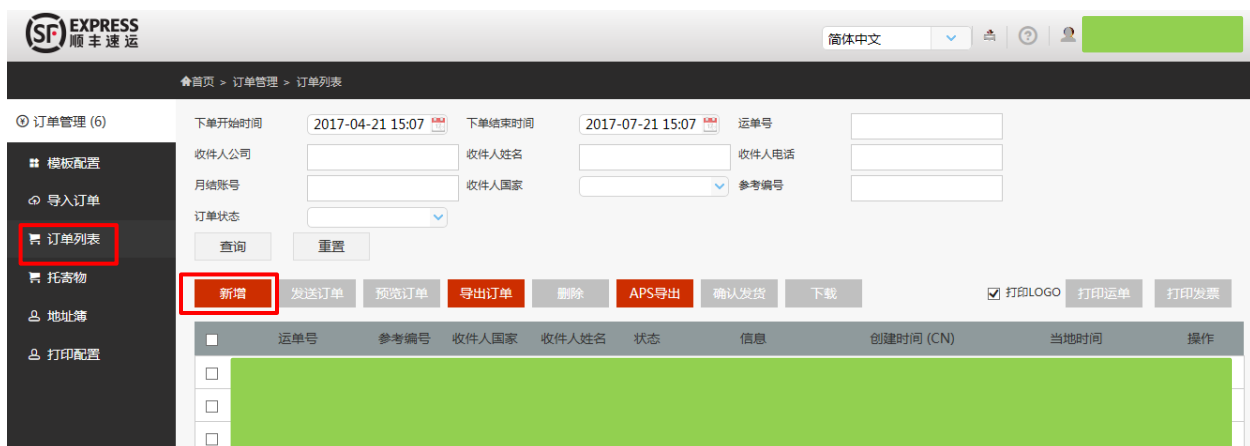 SF EXPRESS
顺丰速运
简体中文
首页 > 订单管理 > 订单列表
订单管理 (6)
模板配置
导入订单
订单列表
托寄物
地址簿
打印配置
下单开始时间 2017-04-21 15:07 下单结束时间 2017-07-21 15:07 运单号
收件人公司 收件人姓名 收件人电话
月结账号 收件人国家 参考编号
订单状态
查询 重置
新增 发送订单 预览订单 导出订单 删除 APS导出 确认发货 下载 打印LOGO 打印运单 打印发票
运单号 参考编号 收件人国家 收件人姓名 状态 信息 创建时间 (CN) 当地时间 操作